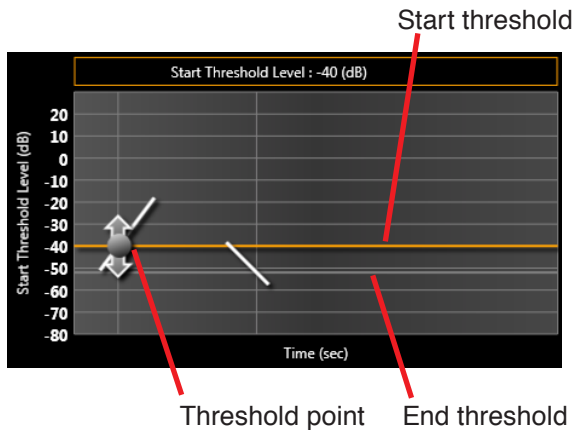 Start threshold
Start Threshold Level : -40 (dB)
Start Threshold Level (dB)
20
10
0
-10
-20
-30
-40
-50
-60
-70
-80
Time (sec)
Threshold point
End threshold